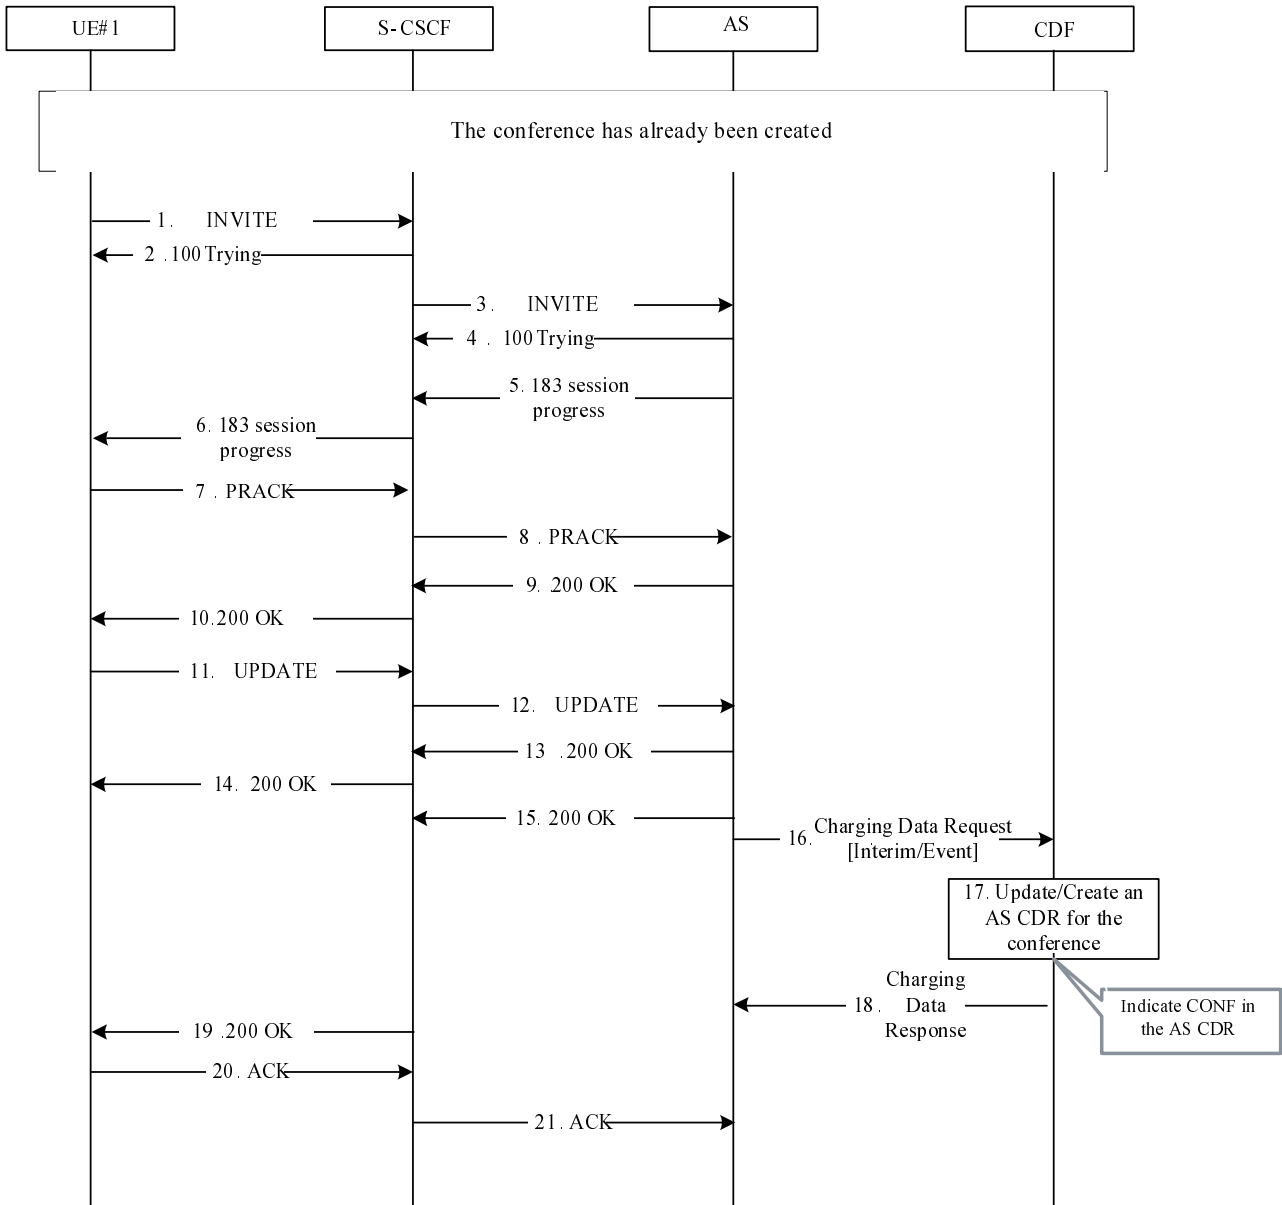 UE#1
S-CSCF
AS
CDF
The conference has already been created
1. INVITE
2 .100 Trying
3. INVITE
4 . 100 Trying
5. 183 session
progress
6. 183 session
progress
7 . PRACK
8 . PRACK
9. .200 OK
10.200 OK
11. UPDATE
12. UPDATE
13 .200 OK
14. 200 OK
15. 200 OK
16. Charging Data Request
[Interim/Event]
17. Update/Create an
AS CDR for the
conference
Indicate CONF in
the AS CDR
18. Charging
Data
Response
19 .200 OK
20. ACK
21. ACK